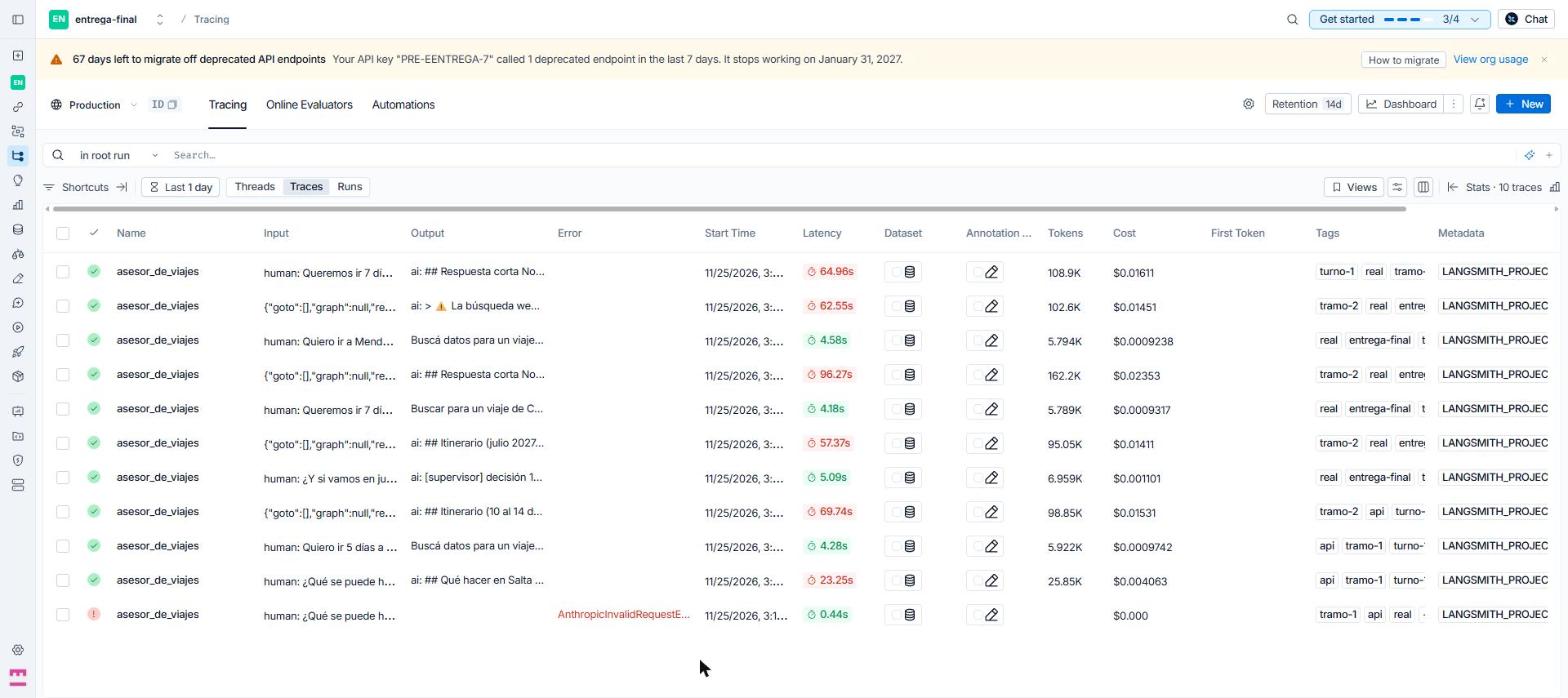 EN entrega-final / Tracing
Get started 3/4 Chat
67 days left to migrate off deprecated API endpoints Your API key "PRE-EENTREGA-7" called 1 deprecated endpoint in the last 7 days. It stops working on January 31, 2027. How to migrate View org usage
EN
Production ID Tracing Online Evaluators Automations Retention 14d Dashboard + New
in root run Search...
Shortcuts Last 1 day Threads Traces Runs Views Stats · 10 traces
Name Input Output Error Start Time Latency Dataset Annotation ... Tokens Cost First Token Tags Metadata
asesor_de_viajes human: Queremos ir 7 dí... ai: ## Respuesta corta No... 11/25/2026, 3:... 64.96s 108.9K $0.01611 turno-1 real tramo- LANGSMITH_PROJEC
asesor_de_viajes {"goto":[],"graph":null,"re... ai: > ⚠️ La búsqueda we... 11/25/2026, 3:... 62.55s 102.6K $0.01451 tramo-2 real entre LANGSMITH_PROJEC
asesor_de_viajes human: Quiero ir a Mend... Buscá datos para un viaje... 11/25/2026, 3:... 4.58s 5.794K $0.0009238 real entrega-final t LANGSMITH_PROJEC
asesor_de_viajes {"goto":[],"graph":null,"re... ai: ## Respuesta corta No... 11/25/2026, 3:... 96.27s 162.2K $0.02353 tramo-2 real entre LANGSMITH_PROJEC
asesor_de_viajes human: Queremos ir 7 dí... Buscar para un viaje de C... 11/25/2026, 3:... 4.18s 5.789K $0.0009317 real entrega-final t LANGSMITH_PROJEC
asesor_de_viajes {"goto":[],"graph":null,"re... ai: ## Itinerario (julio 2027... 11/25/2026, 3:... 57.37s 95.05K $0.01411 tramo-2 real entre LANGSMITH_PROJEC
asesor_de_viajes human: ¿Y si vamos en ju... ai: [supervisor] decisión 1... 11/25/2026, 3:... 5.09s 6.959K $0.001101 real entrega-final t LANGSMITH_PROJEC
asesor_de_viajes {"goto":[],"graph":null,"re... ai: ## Itinerario (10 al 14 d... 11/25/2026, 3:... 69.74s 98.85K $0.01531 tramo-2 api turno- LANGSMITH_PROJEC
asesor_de_viajes human: Quiero ir 5 días a ... Buscá datos para un viaje... 11/25/2026, 3:... 4.28s 5.922K $0.0009742 api tramo-1 turno- LANGSMITH_PROJEC
asesor_de_viajes human: ¿Qué se puede h... ai: ## Qué hacer en Salta ... 11/25/2026, 3:... 23.25s 25.85K $0.004063 api tramo-1 turno- LANGSMITH_PROJEC
asesor_de_viajes human: ¿Qué se puede h... AnthropicInvalidRequestE... 11/25/2026, 3:1... 0.44s $0.000 tramo-1 api real LANGSMITH_PROJEC